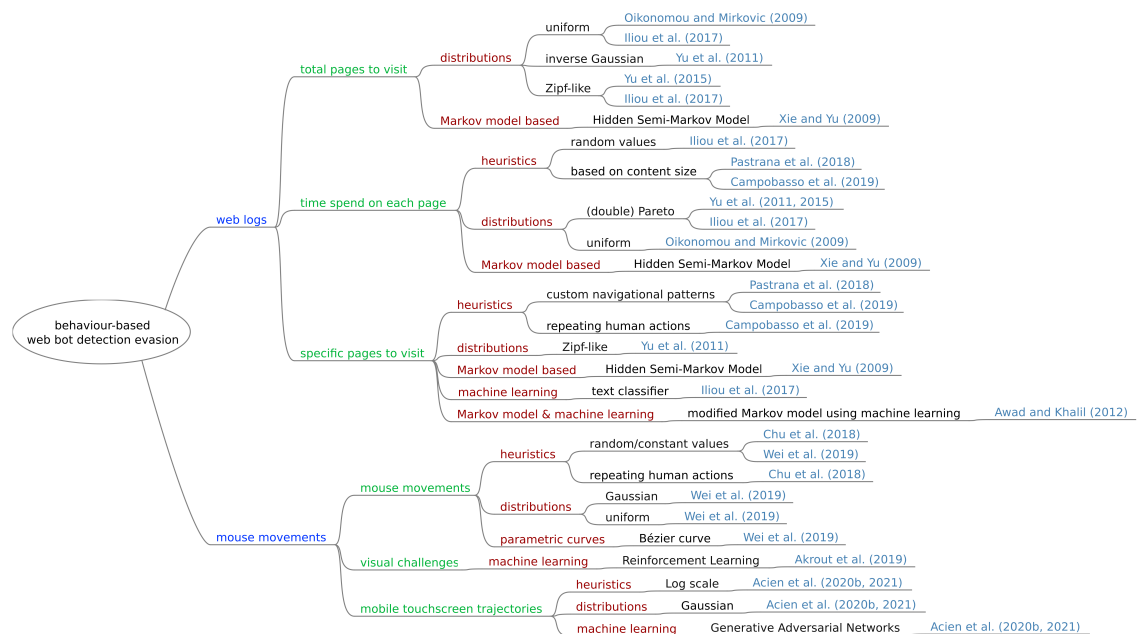 behaviour-based
web bot detection evasion
web logs
total pages to visit
distributions
uniform
Oikonomou and Mirkovic (2009)
Iliou et al. (2017)
inverse Gaussian
Yu et al. (2011)
Zipf-like
Yu et al. (2015)
Iliou et al. (2017)
Markov model based
Hidden Semi-Markov Model
Xie and Yu (2009)
time spend on each page
heuristics
random values
Iliou et al. (2017)
based on content size
Pastrana et al. (2018)
Campobasso et al. (2019)
distributions
(double) Pareto
Yu et al. (2011, 2015)
Iliou et al. (2017)
uniform
Oikonomou and Mirkovic (2009)
Markov model based
Hidden Semi-Markov Model
Xie and Yu (2009)
specific pages to visit
heuristics
custom navigational patterns
Pastrana et al. (2018)
Campobasso et al. (2019)
repeating human actions
Campobasso et al. (2019)
distributions
Zipf-like
Yu et al. (2011)
Markov model based
Hidden Semi-Markov Model
Xie and Yu (2009)
machine learning
text classifier
Iliou et al. (2017)
Markov model & machine learning
modified Markov model using machine learning
Awad and Khalil (2012)
mouse movements
mouse movements
heuristics
random/constant values
Chu et al. (2018)
Wei et al. (2019)
repeating human actions
Chu et al. (2018)
distributions
Gaussian
Wei et al. (2019)
uniform
Wei et al. (2019)
parametric curves
Bézier curve
Wei et al. (2019)
visual challenges
machine learning
Reinforcement Learning
Akrout et al. (2019)
mobile touchscreen trajectories
heuristics
Log scale
Acien et al. (2020b, 2021)
distributions
Gaussian
Acien et al. (2020b, 2021)
machine learning
Generative Adversarial Networks
Acien et al. (2020b, 2021)